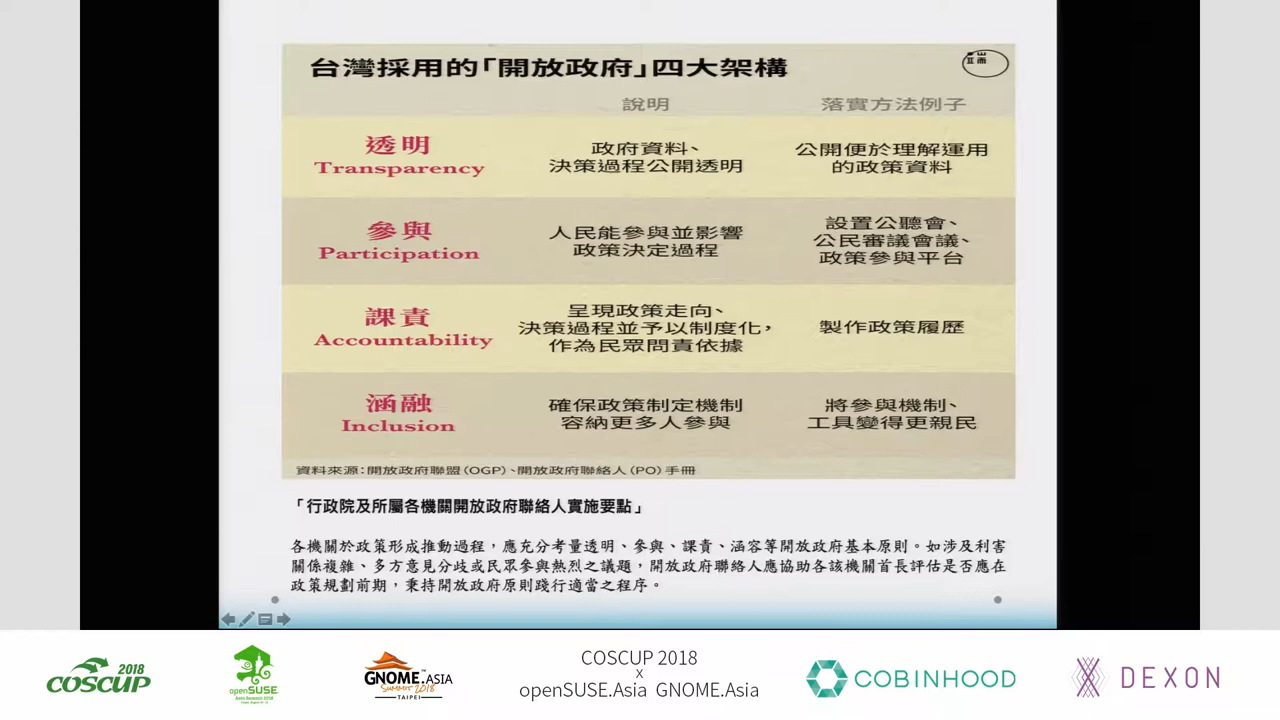 台灣採用的「開放政府」四大架構
說明
落實方法例子
透明
Transparency
政府資料、
決策過程公開透明
公開便於理解運用
的政策資料
參與
Participation
人民能參與並影響
政策決定過程
設置公聽會、
公民審議會議、
政策參與平台
課責
Accountability
呈現政策走向、
決策過程並予以制度化，
作為民眾問責依據
製作政策履歷
涵融
Inclusion
確保政策制定機制
容納更多人參與
將參與機制、
工具變得更親民
資料來源：開放政府聯盟（OGP）、開放政府聯絡人（PO）手冊
「行政院及所屬各機關開放政府聯絡人實施要點」
各機關於政策形成推動過程，應充分考量透明、參與、課責、涵容等開放政府基本原則。如涉及利害
關係複雜、多方意見分歧或民眾參與熱烈之議題，開放政府聯絡人應協助各該機關首長評估是否應在
政策規劃前期，秉持開放政府原則踐行適當之程序。
2018
COSCUP
openSUSE
GNOME.ASIA
Summit 2018
TAIPEI
COSCUP 2018
x
openSUSE.Asia GNOME.Asia
COBINHOOD
DEXON